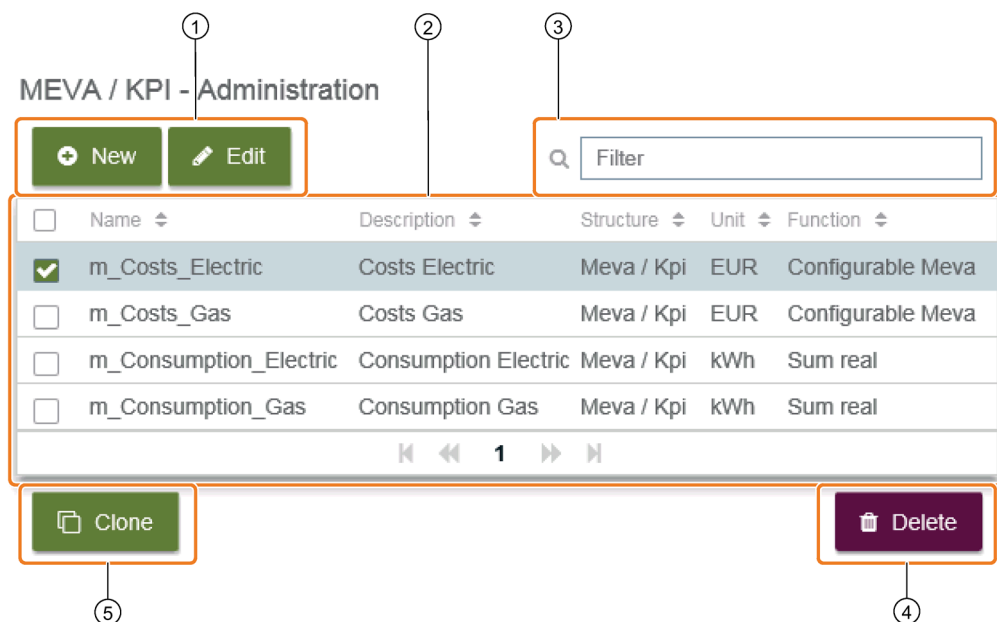 1 2 3
MEVA / KPI - Administration
New Edit Filter
Name Description Structure Unit Function
m_Costs_Electric Costs Electric Meva / Kpi EUR Configurable Meva
m_Costs_Gas Costs Gas Meva / Kpi EUR Configurable Meva
m_Consumption_Electric Consumption Electric Meva / Kpi kWh Sum real
m_Consumption_Gas Consumption Gas Meva / Kpi kWh Sum real
1
Clone Delete
5 4